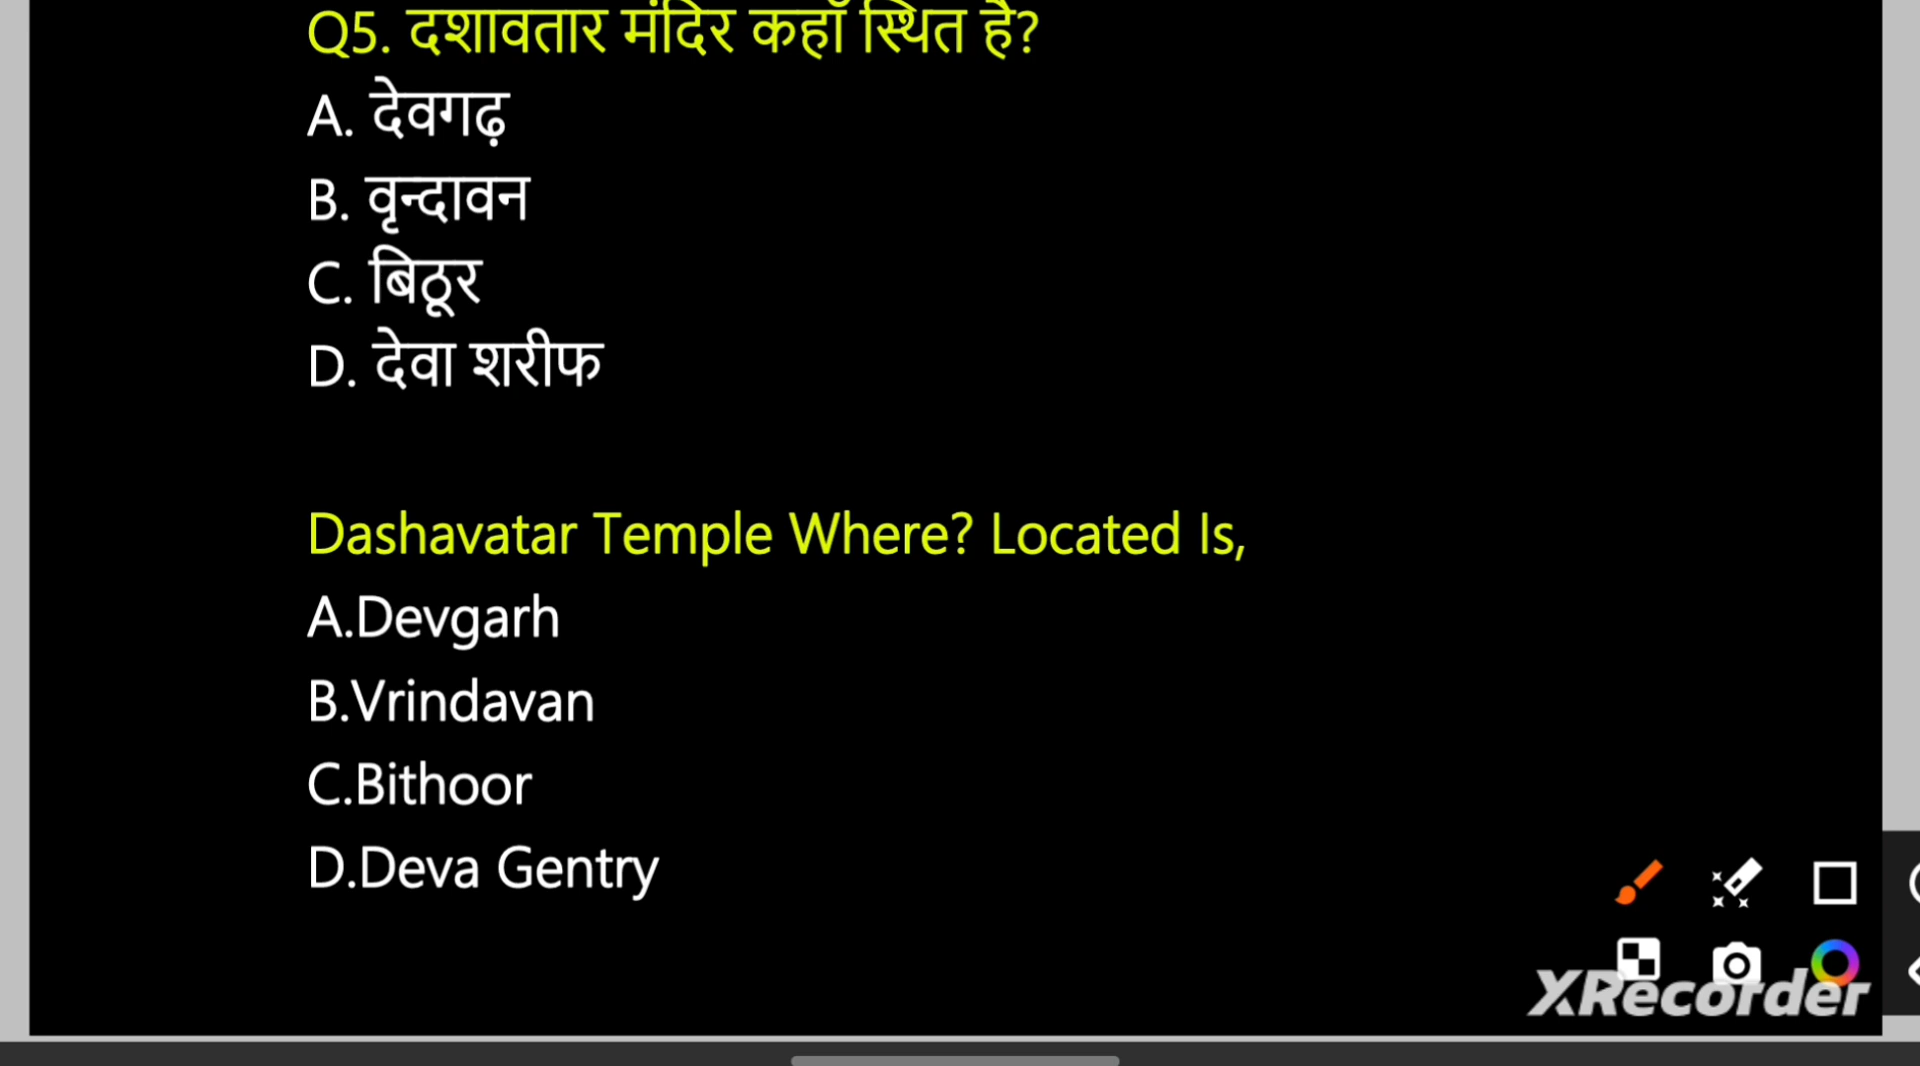 Q5. दशावतार मंदिर कहाँ स्थित है?
A. देवगढ़
B. वृन्दावन
C. बिठूर
D. देवा शरीफ
Dashavatar Temple Where? Located Is,
A.Devgarh
B.Vrindavan
C.Bithoor
D.Deva Gentry
XRecorder